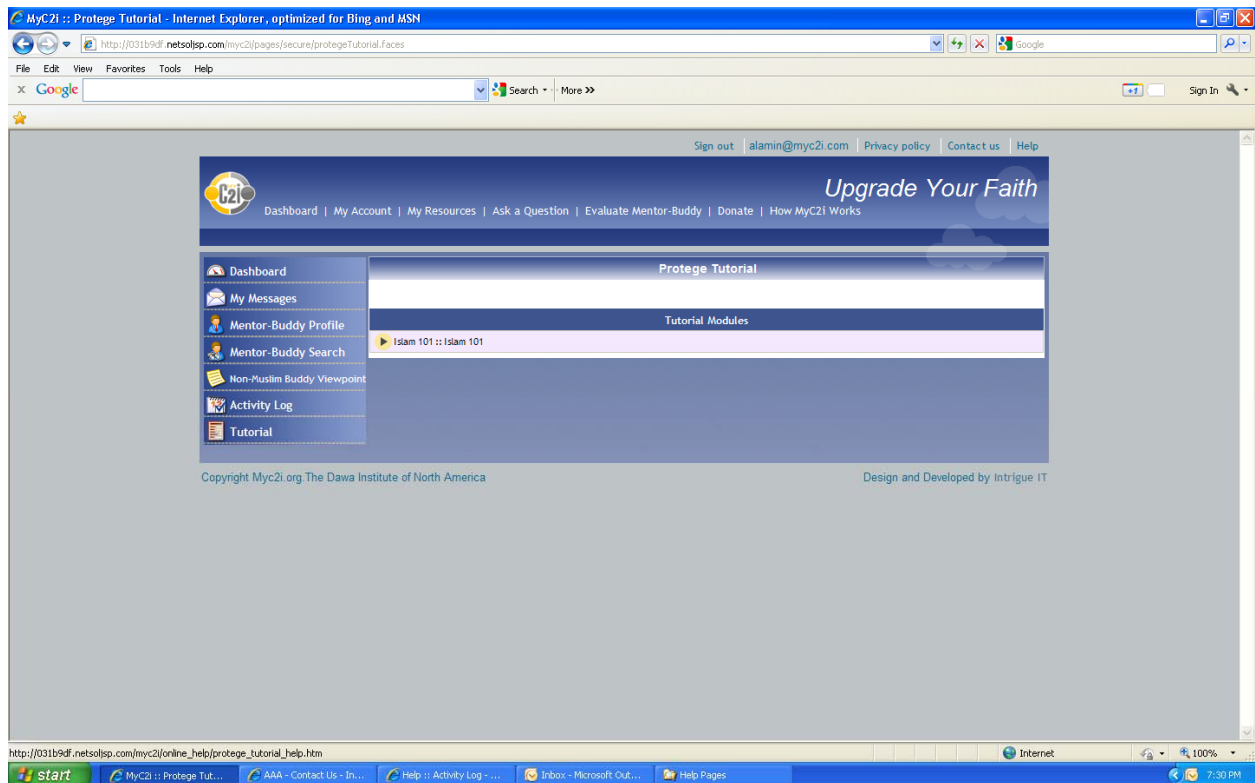 MyC2i :: Protege Tutorial - Internet Explorer, optimized for Bing and MSN
http://031b9df.netsoljsp.com/myc2i/pages/secure/protegeTutorial.faces
Google
File Edit View Favorites Tools Help
x Google Search More >> +1 Sign In
Sign out | alamin@myc2i.com | Privacy policy | Contact us | Help
C2i
Upgrade Your Faith
Dashboard | My Account | My Resources | Ask a Question | Evaluate Mentor-Buddy | Donate | How MyC2i Works
Dashboard
My Messages
Mentor-Buddy Profile
Mentor-Buddy Search
Non-Muslim Buddy Viewpoint
Activity Log
Tutorial
Protege Tutorial
Tutorial Modules
Islam 101 :: Islam 101
Copyright Myc2i.org.The Dawa Institute of North America
Design and Developed by Intrigue IT
http://031b9df.netsoljsp.com/myc2i/online_help/protege_tutorial_help.htm
Internet
100%
start
MyC2i :: Protege Tut...
AAA - Contact Us - In...
Help :: Activity Log - ...
Inbox - Microsoft Out...
Help Pages
7:30 PM